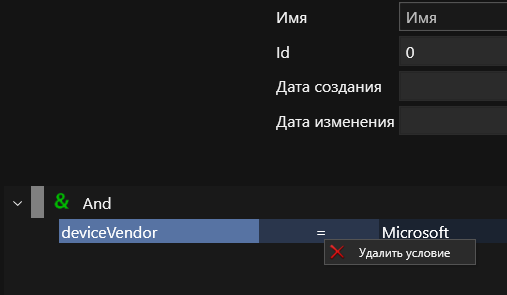 Имя Имя
Id 0
Дата создания
Дата изменения
& And
deviceVendor = Microsoft
Удалить условие